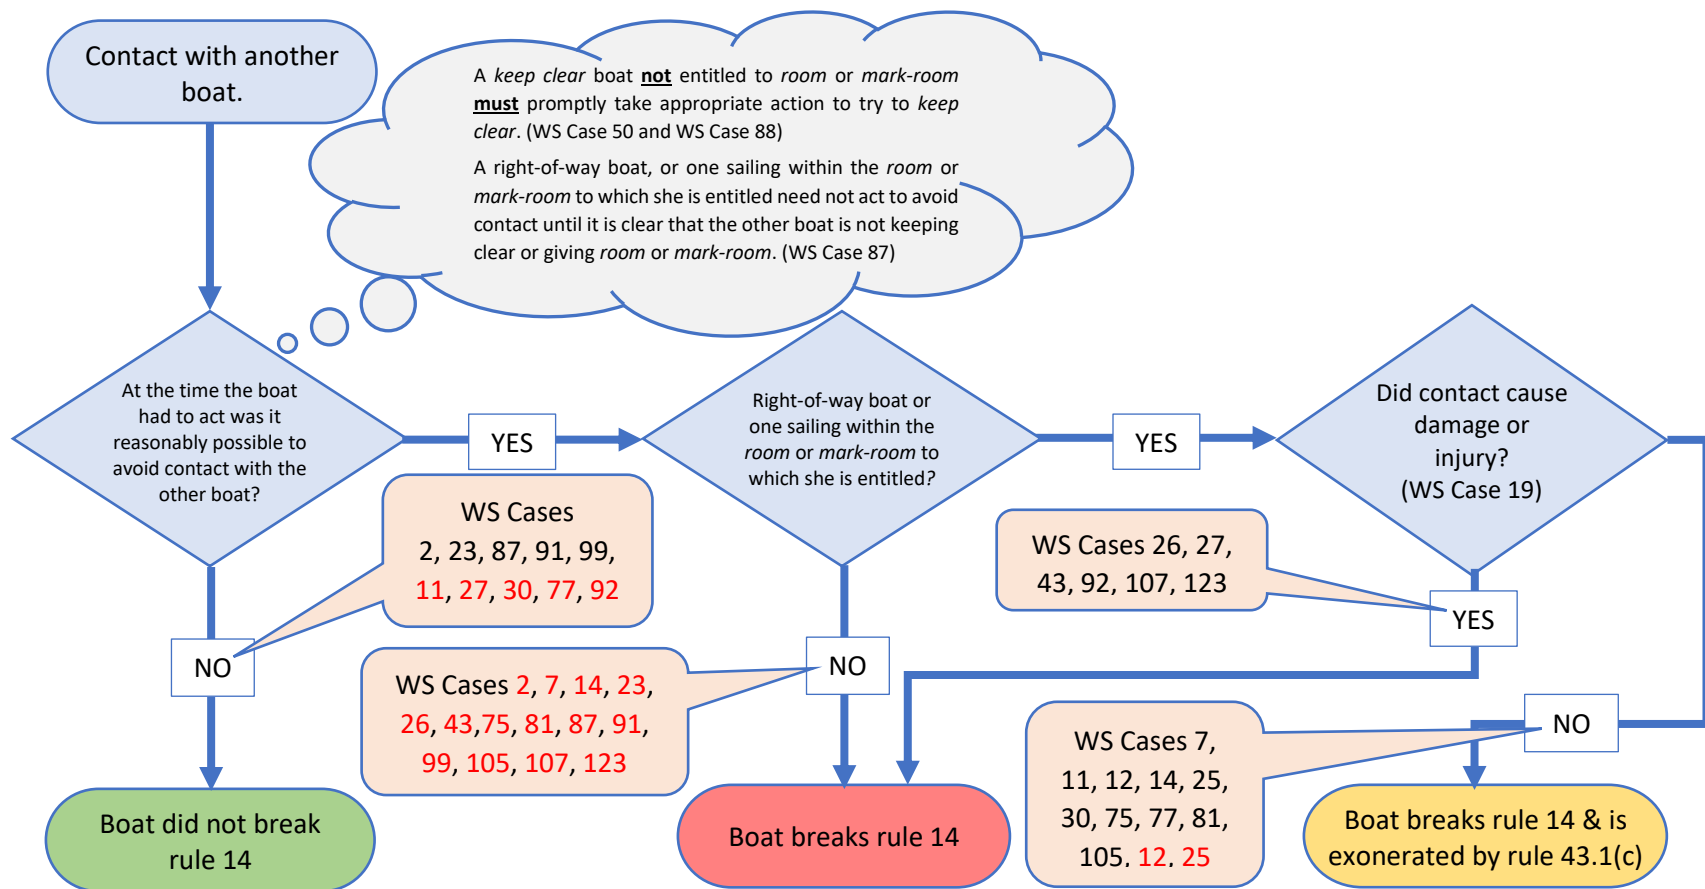 Contact with another
boat.
A keep clear boat not entitled to room or mark-room
must promptly take appropriate action to try to keep
clear. (WS Case 50 and WS Case 88)
A right-of-way boat, or one sailing within the room or
mark-room to which she is entitled need not act to avoid
contact until it is clear that the other boat is not keeping
clear or giving room or mark-room. (WS Case 87)
At the time the boat
had to act was it
reasonably possible to
avoid contact with the
other boat?
YES
Right-of-way boat or
one sailing within the
room or mark-room to
which she is entitled?
YES
Did contact cause
damage or
injury?
(WS Case 19)
WS Cases
2, 23, 87, 91, 99,
11, 27, 30, 77, 92
NO
WS Cases 2, 7, 14, 23,
26, 43,75, 81, 87, 91,
99, 105, 107, 123
NO
WS Cases 26, 27,
43, 92, 107, 123
YES
WS Cases 7,
11, 12, 14, 25,
30, 75, 77, 81,
105, 12, 25
NO
Boat did not break
rule 14
Boat breaks rule 14
Boat breaks rule 14 & is
exonerated by rule 43.1(c)